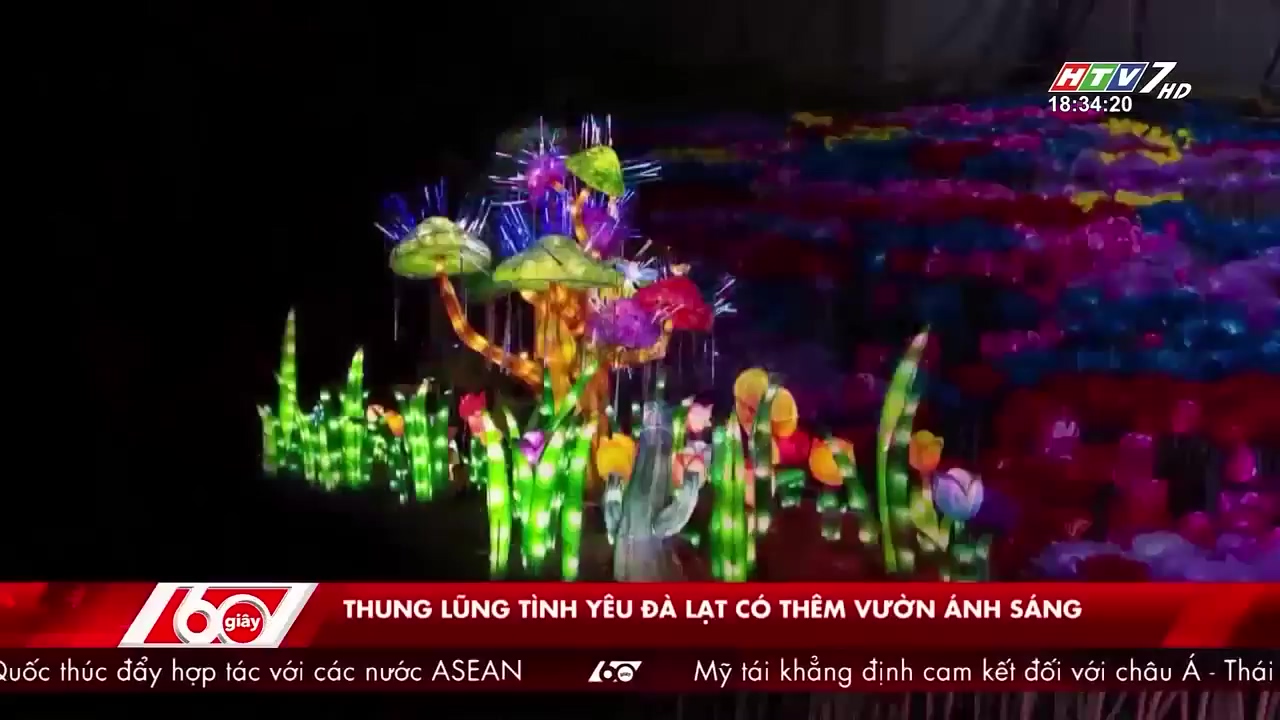 HTV7 HD
18:34:20
60 giây
THUNG LŨNG TÌNH YÊU ĐÀ LẠT CÓ THÊM VƯỜN ÁNH SÁNG
Quốc thúc đẩy hợp tác với các nước ASEAN
60 giây
Mỹ tái khẳng định cam kết đối với châu Á - Thái